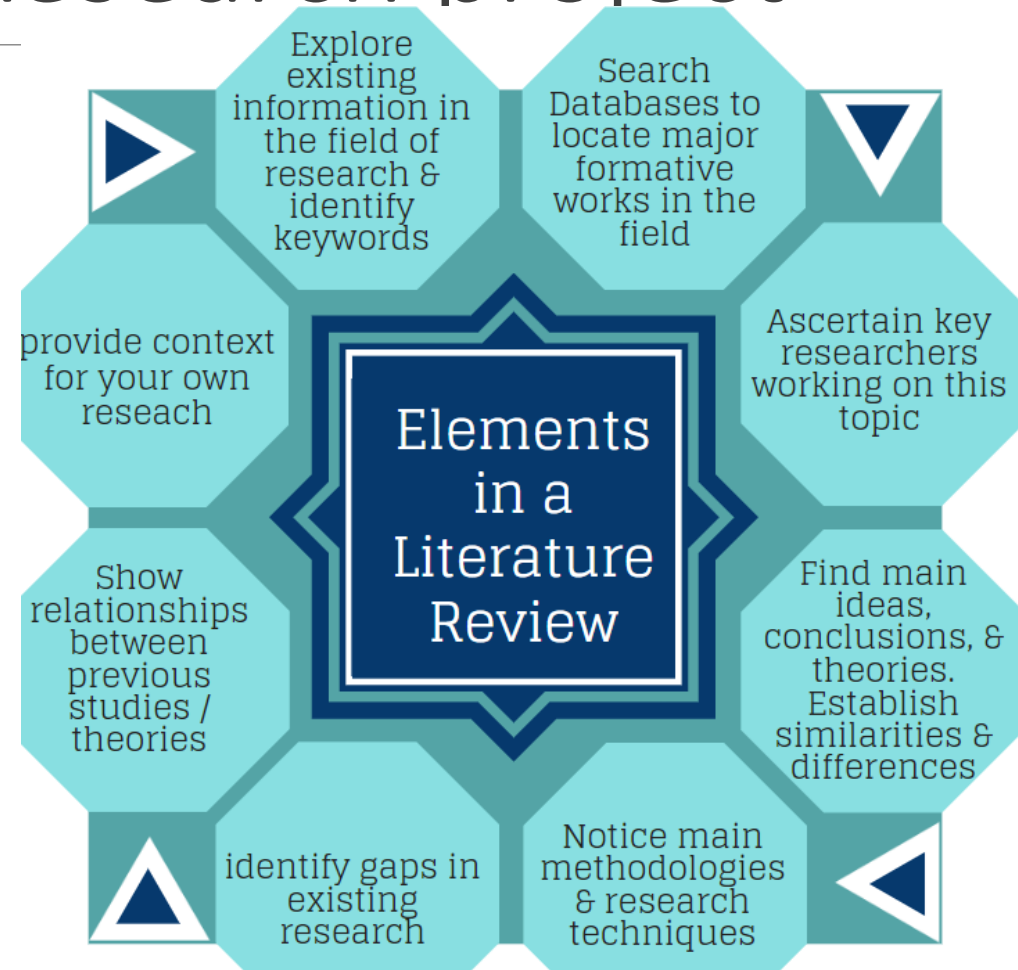 research project
Explore
existing
information in
the field of
research &
identify
keywords
Search
Databases to
locate major
formative
works in the
field
Ascertain key
researchers
working on this
topic
Find main
ideas,
conclusions, &
theories.
Establish
similarities &
differences
Notice main
methodologies
& research
techniques
identify gaps in
existing
research
Show
relationships
between
previous
studies /
theories
provide context
for your own
reseach
Elements
in a
Literature
Review